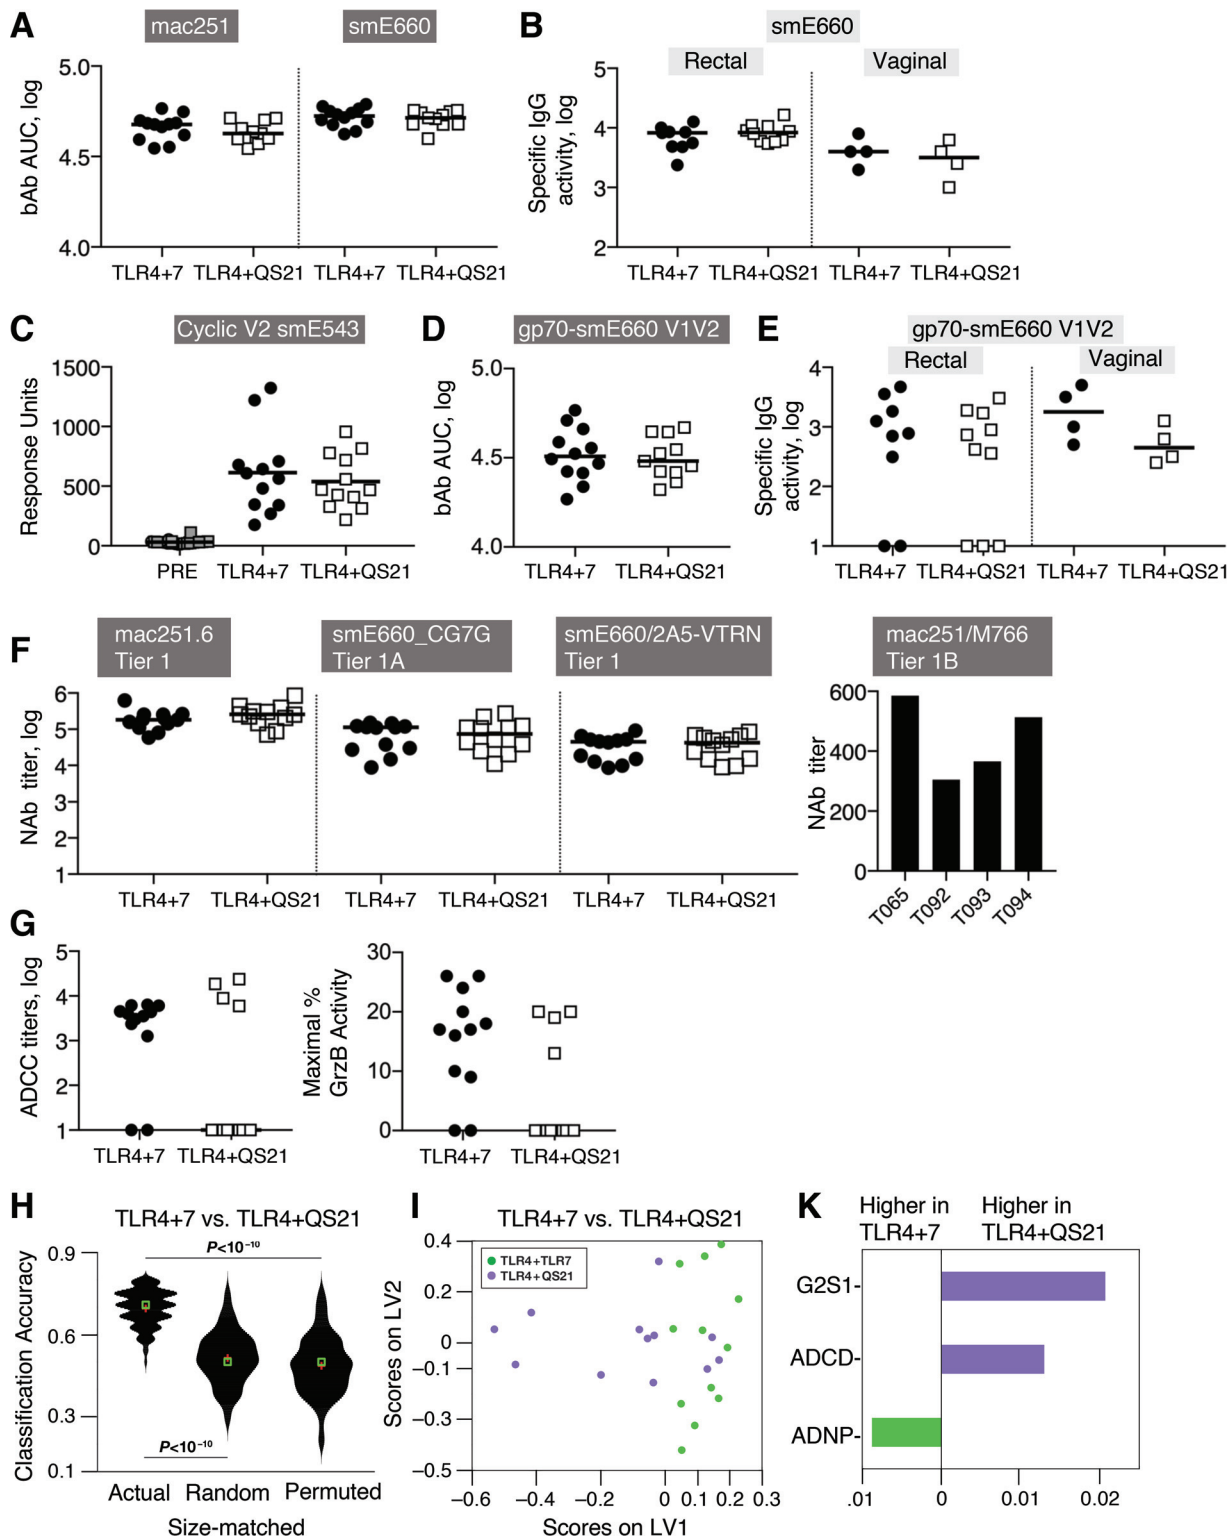 A
mac251
smE660
bAb AUC, log
5.0
4.5
4.0
TLR4+7
TLR4+QS21
TLR4+7
TLR4+QS21
B
smE660
Rectal
Vaginal
Specific IgG
activity, log
5
4
3
2
TLR4+7
TLR4+QS21
TLR4+7
TLR4+QS21
C
Cyclic V2 smE543
Response Units
1500
1000
500
0
PRE
TLR4+7
TLR4+QS21
D
gp70-smE660 V1V2
bAb AUC, log
5.0
4.5
4.0
TLR4+7
TLR4+QS21
E
gp70-smE660 V1V2
Rectal
Vaginal
Specific IgG
activity, log
4
3
2
1
TLR4+7
TLR4+QS21
TLR4+7
TLR4+QS21
F
mac251.6
Tier 1
smE660_CG7G
Tier 1A
smE660/2A5-VTRN
Tier 1
NAb titer, log
6
5
4
3
2
1
TLR4+7
TLR4+QS21
TLR4+7
TLR4+QS21
TLR4+7
TLR4+QS21
mac251/M766
Tier 1B
NAb titer
600
400
200
0
T065
T092
T093
T094
G
ADCC titers, log
5
4
3
2
1
TLR4+7
TLR4+QS21
Maximal %
GrzB Activity
30
20
10
0
TLR4+7
TLR4+QS21
H
TLR4+7 vs. TLR4+QS21
Classification Accuracy
0.9
0.6
0.3
0.1
P<10⁻¹⁰
P<10⁻¹⁰
Actual
Random
Permuted
Size-matched
I
TLR4+7 vs. TLR4+QS21
TLR4+TLR7
TLR4+QS21
Scores on LV2
0.4
0.2
0
–0.1
–0.3
–0.5
–0.6
–0.4
–0.2
0
0.1
0.2
0.3
Scores on LV1
K
Higher in
TLR4+7
Higher in
TLR4+QS21
G2S1-
ADCD-
ADNP-
.01
0
0.01
0.02